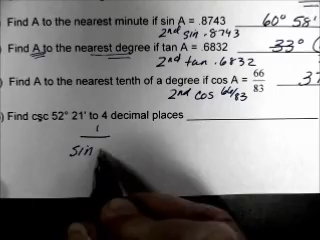 ) Find A to the nearest minute if sin A = .8743 60° 58'
2nd sin .8743
) Find A to the nearest degree if tan A = .6832 33° (
2nd tan .6832
) Find A to the nearest tenth of a degree if cos A = 66/83 37
2nd cos 66/83
) Find csc 52° 21' to 4 decimal places
1
sin